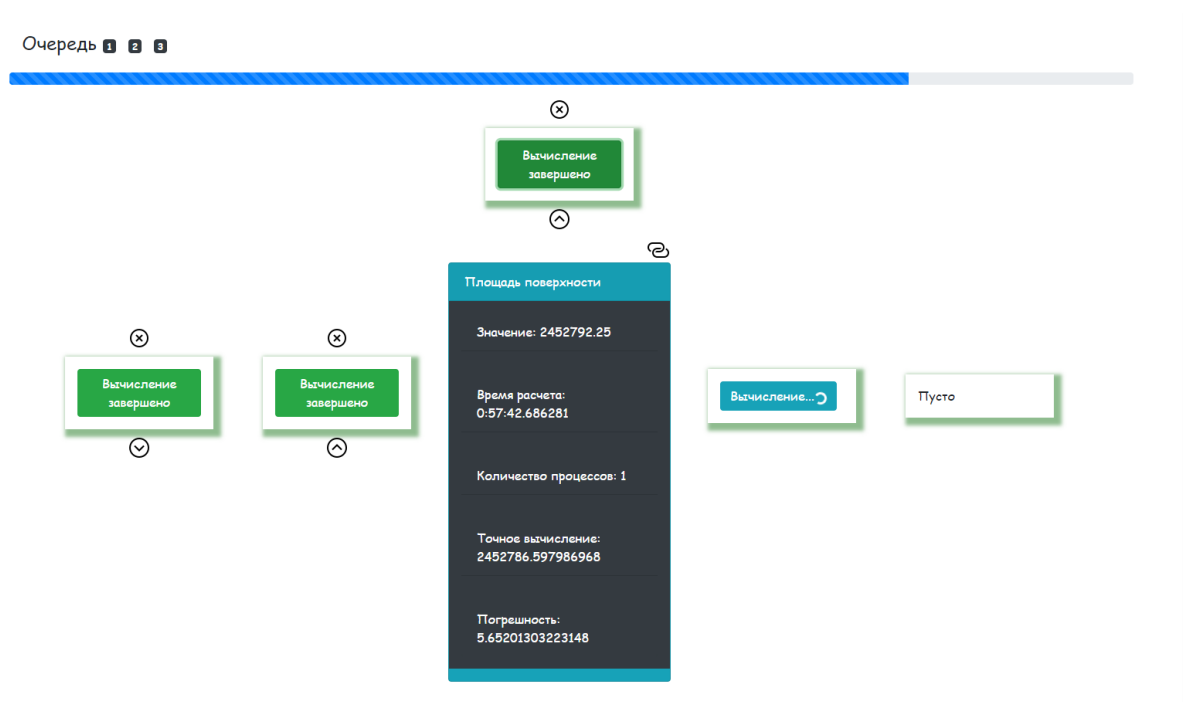 Очередь 1 2 3
Вычисление
завершено
Площадь поверхности
Значение: 2452792.25
Время расчета:
0:57:42.686281
Количество процессов: 1
Точное вычисление:
2452786.597986968
Погрешность:
5.65201303223148
Вычисление
завершено
Вычисление
завершено
Вычисление...
Пусто